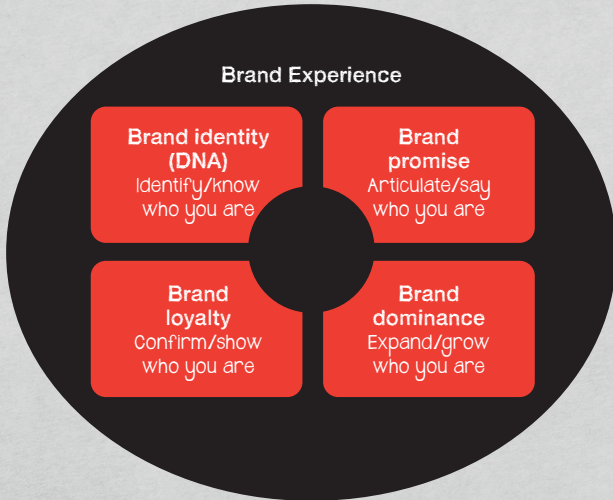 Brand Experience
Brand identity
(DNA)
Identify/know
who you are
Brand
promise
Articulate/say
who you are
Brand
loyalty
Confirm/show
who you are
Brand
dominance
Expand/grow
who you are